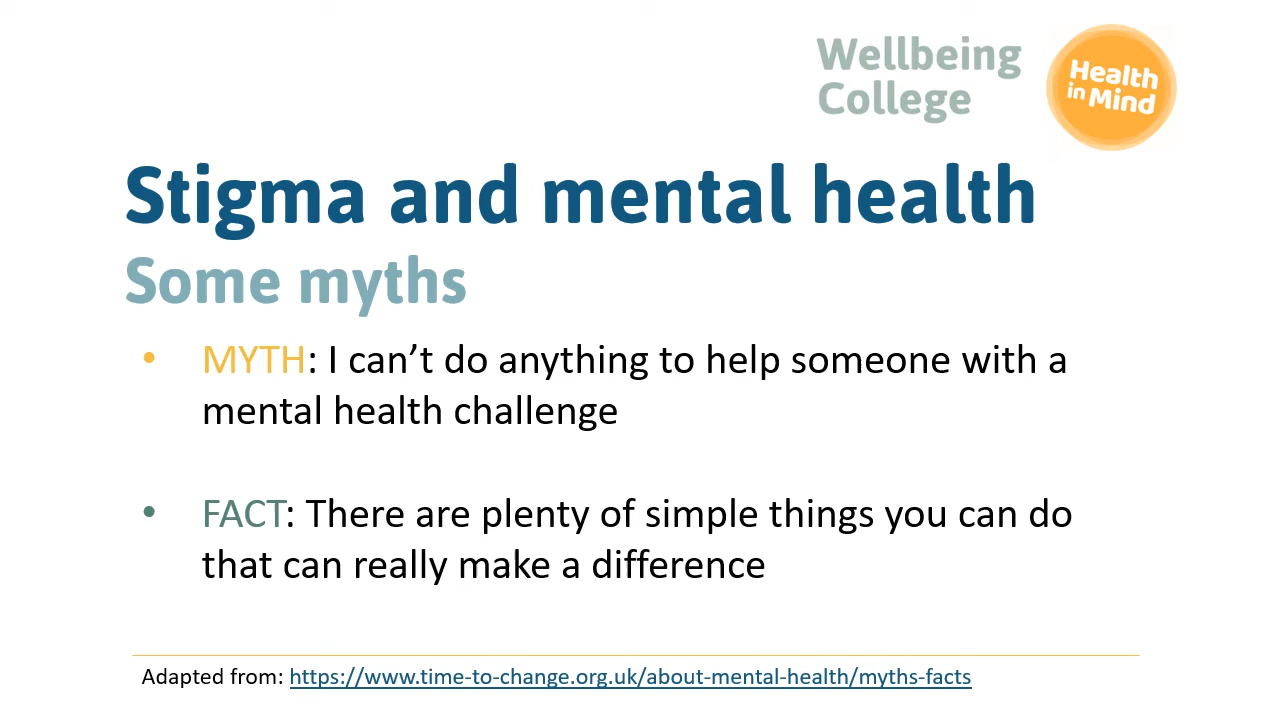 Wellbeing
College
Health
in Mind
Stigma and mental health
Some myths
• MYTH: I can’t do anything to help someone with a
mental health challenge
• FACT: There are plenty of simple things you can do
that can really make a difference
Adapted from: https://www.time-to-change.org.uk/about-mental-health/myths-facts